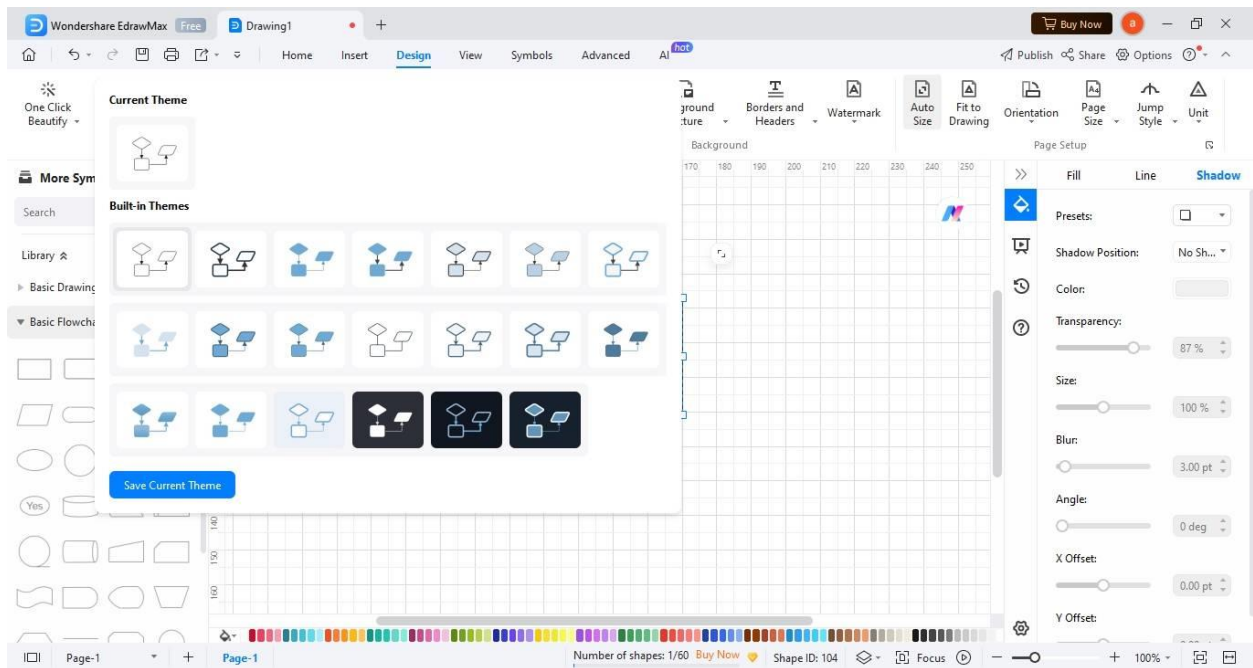 Wondershare EdrawMax Free
Drawing1
Buy Now
a
Home Insert Design View Symbols Advanced AI hot
Publish Share Options
One Click
Beautify
Current Theme
Built-in Themes
Save Current Theme
Borders and
Headers
Watermark
Background
Auto
Size
Fit to
Drawing
Orientation
Page
Size
Jump
Style
Unit
Page Setup
More Sym
Search
Library
Basic Drawing
Basic Flowcha
Yes
170 180 190 200 210 220 230 240 250
140
150
160
Fill Line Shadow
Presets:
Shadow Position: No Sh...
Color:
Transparency:
87 %
Size:
100 %
Blur:
3.00 pt
Angle:
0 deg
X Offset:
0.00 pt
Y Offset:
Page-1
Page-1
Number of shapes: 1/60 Buy Now
Shape ID: 104
Focus
100%